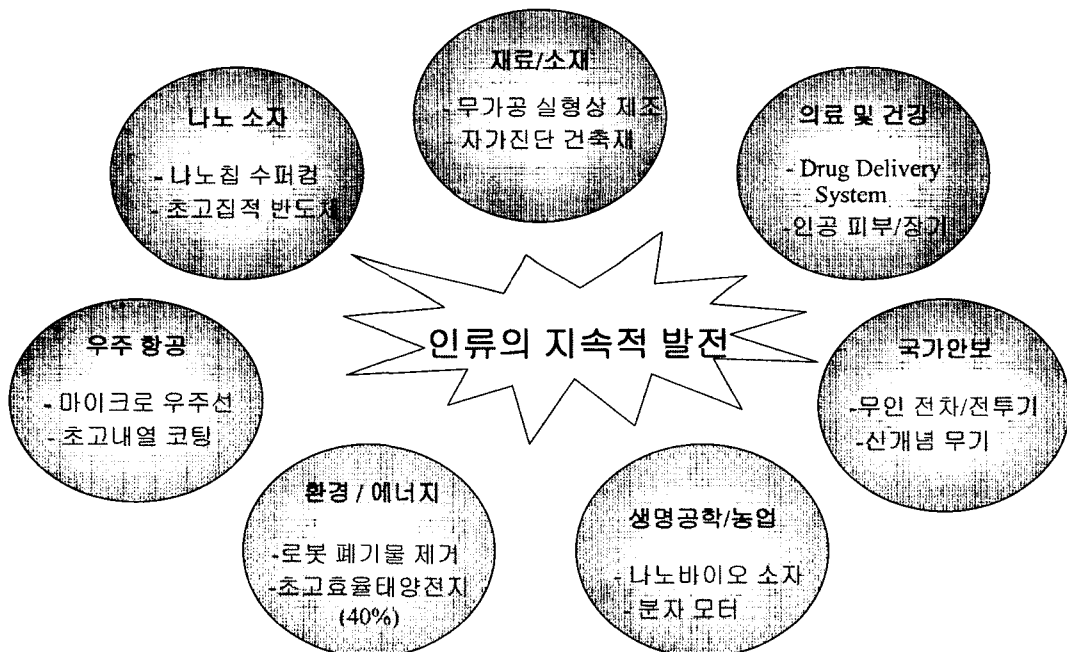 재료/소재
- 무가공 실형상 제조
- 자가진단 건축재
나노 소자
- 나노칩 수퍼컴
- 초고집적 반도체
의료 및 건강
- Drug Delivery
System
-인공 피부/장기
인류의 지속적 발전
우주 항공
- 마이크로 우주선
- 초고내열 코팅
국가안보
-무인 전차/전투기
-신개념 무기
환경 / 에너지
-로봇 폐기물 제거
-초고효율태양전지
(40%)
생명공학/농업
- 나노바이오 소자
- 분자 모터